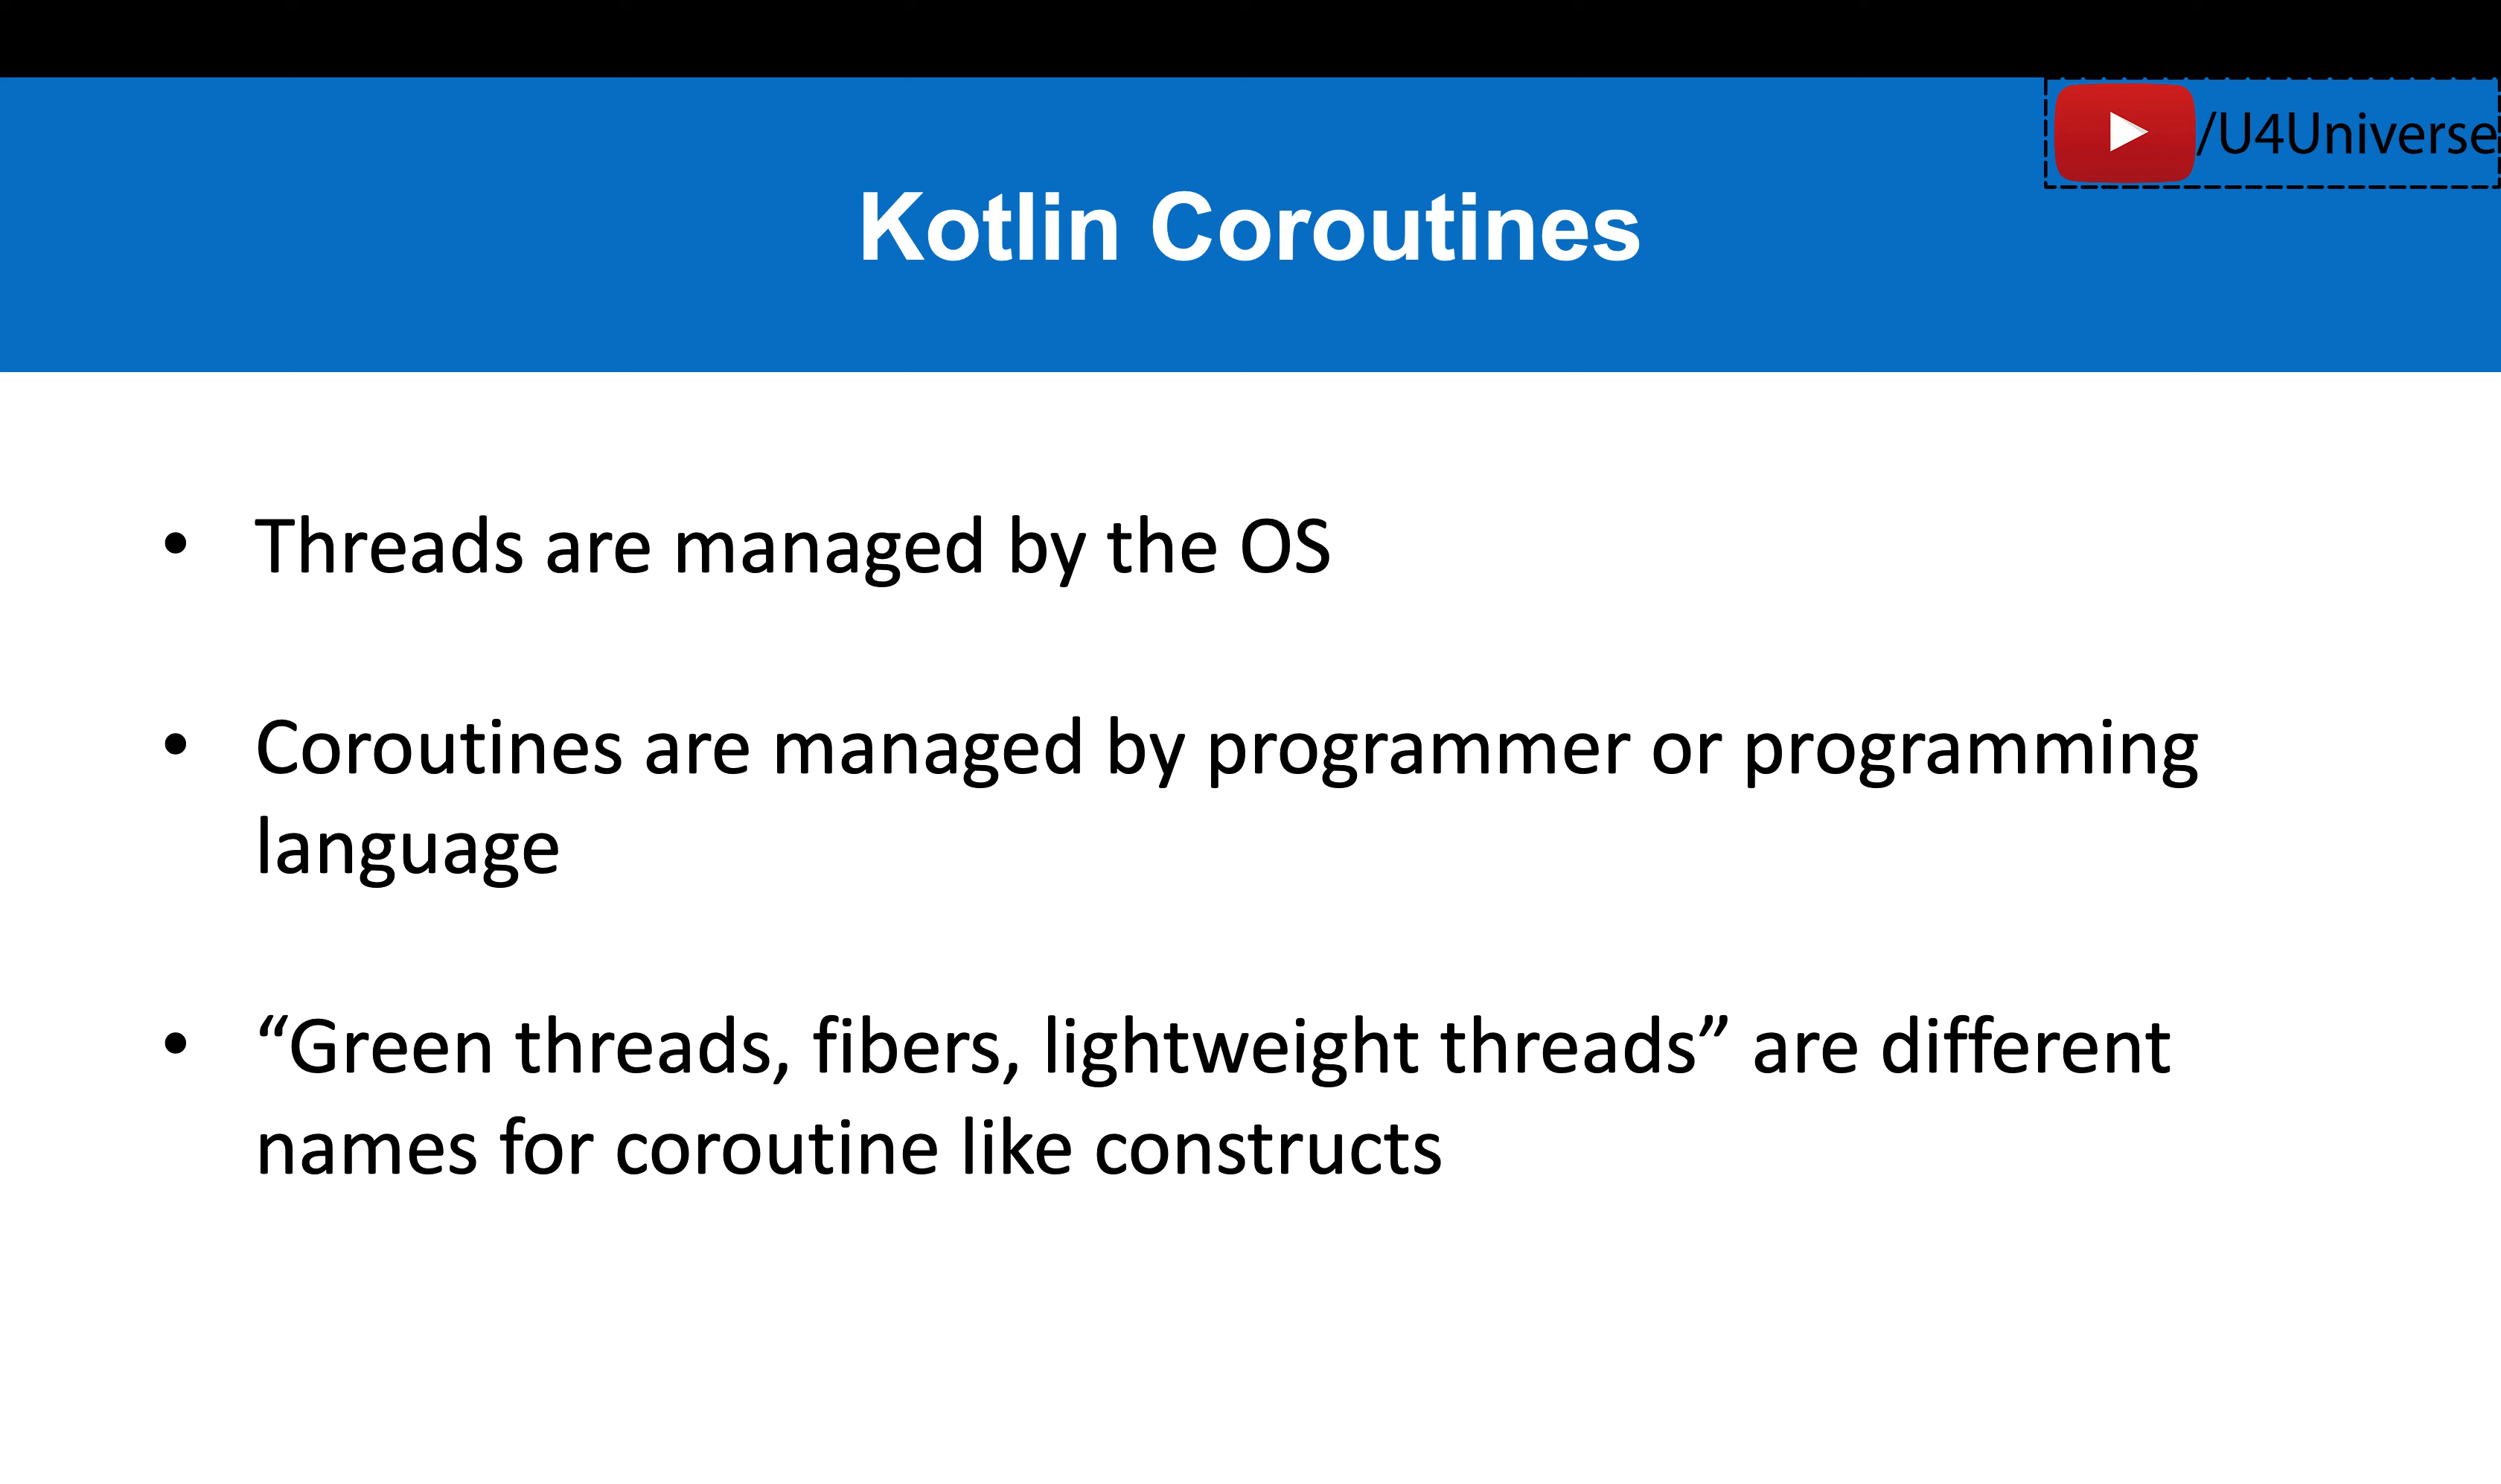 /U4Universe
Kotlin Coroutines
• Threads are managed by the OS
• Coroutines are managed by programmer or programming
language
• “Green threads, fibers, lightweight threads” are different
names for coroutine like constructs